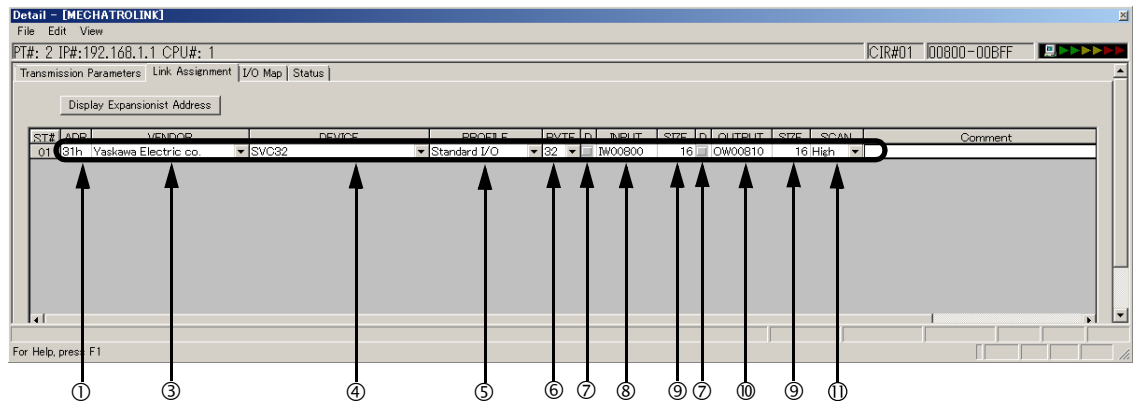 Detail - [MECHATROLINK]
File Edit View
PT#: 2 IP#:192.168.1.1 CPU#: 1 CIR#01 00800-00BFF
Transmission Parameters Link Assignment I/O Map Status
Display Expansionist Address
ST# ADR VENDOR DEVICE PROFILE BYTE D INPUT SIZE D OUTPUT SIZE SCAN Comment
01 31h Yaskawa Electric co. SVC32 Standard I/O 32 IW00800 16 OW00810 16 High
For Help, press F1
① ③ ④ ⑤ ⑥ ⑦ ⑧ ⑨ ⑦ ⑩ ⑨ ⑪